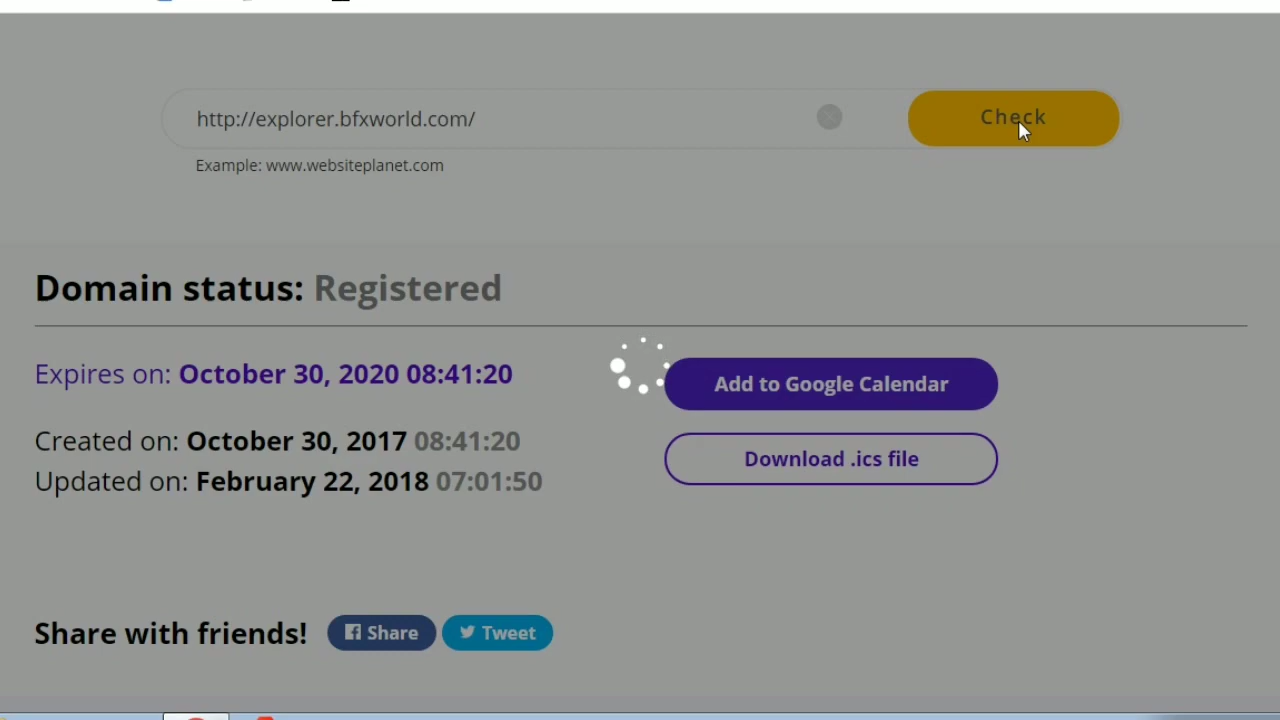 http://explorer.bfxworld.com/
Check
Example: www.websiteplanet.com
Domain status: Registered
Expires on: October 30, 2020 08:41:20
Add to Google Calendar
Created on: October 30, 2017 08:41:20
Download .ics file
Updated on: February 22, 2018 07:01:50
Share with friends!
Share
Tweet